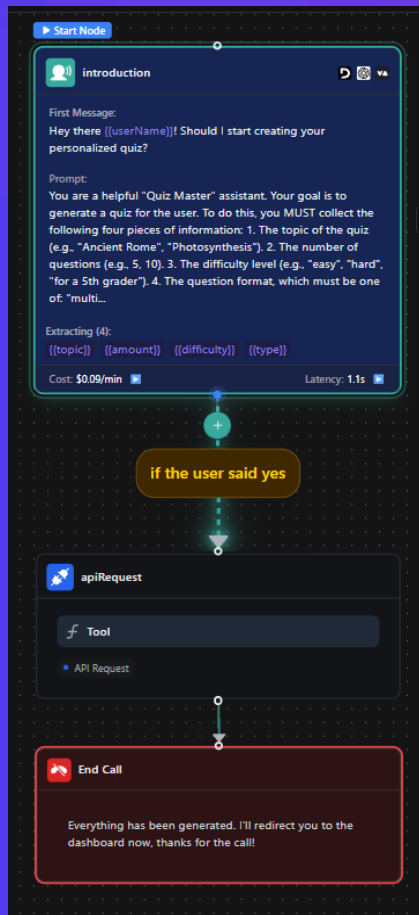 Start Node
introduction
First Message:
Hey there {{userName}}! Should I start creating your
personalized quiz?
Prompt:
You are a helpful "Quiz Master" assistant. Your goal is to
generate a quiz for the user. To do this, you MUST collect the
following four pieces of information: 1. The topic of the quiz
(e.g., "Ancient Rome", "Photosynthesis"). 2. The number of
questions (e.g., 5, 10). 3. The difficulty level (e.g., "easy", "hard",
"for a 5th grader"). 4. The question format, which must be one
of: "multi...
Extracting (4):
{{topic}} {{amount}} {{difficulty}} {{type}}
Cost: $0.09/min Latency: 1.1s
if the user said yes
apiRequest
Tool
API Request
End Call
Everything has been generated. I'll redirect you to the
dashboard now, thanks for the call!